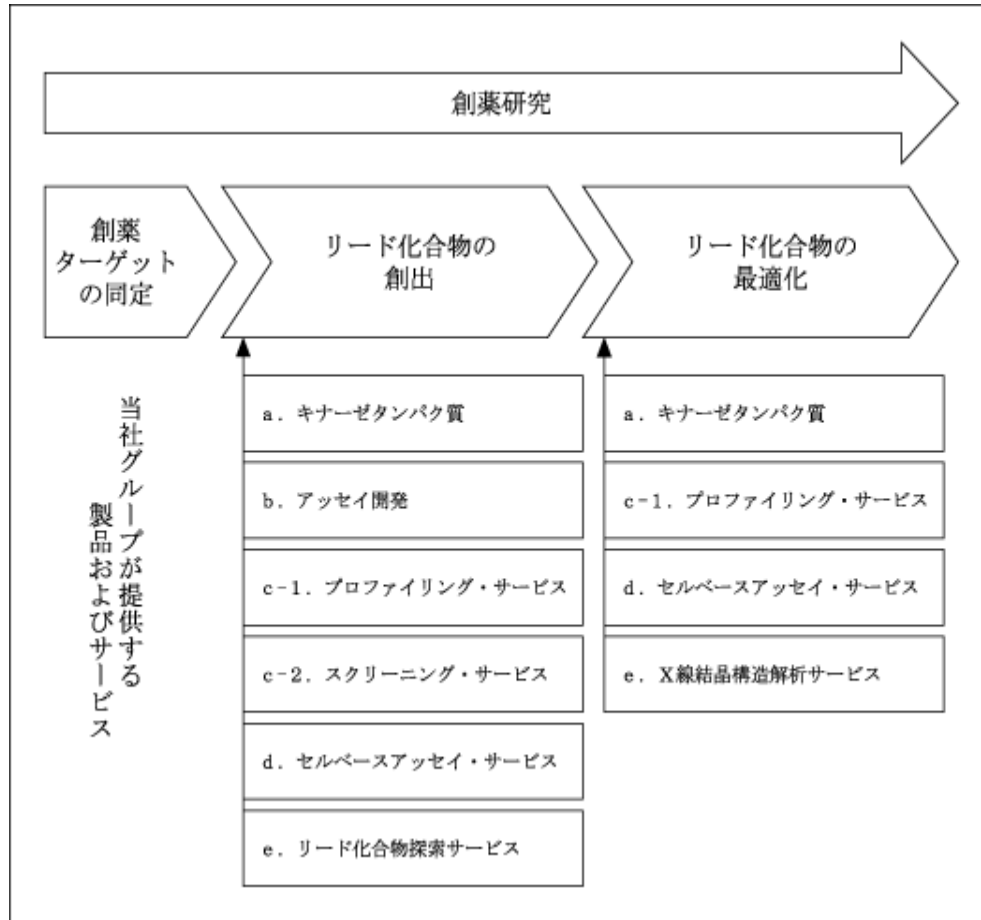 創薬研究
創薬
ターゲット
の同定
リード化合物の
創出
リード化合物の
最適化
当社グループが提供する
製品およびサービス
a．キナーゼタンパク質
b．アッセイ開発
c-1．プロファイリング・サービス
c-2．スクリーニング・サービス
d．セルベースアッセイ・サービス
e．リード化合物探索サービス
a．キナーゼタンパク質
c-1．プロファイリング・サービス
d．セルベースアッセイ・サービス
e．X線結晶構造解析サービス